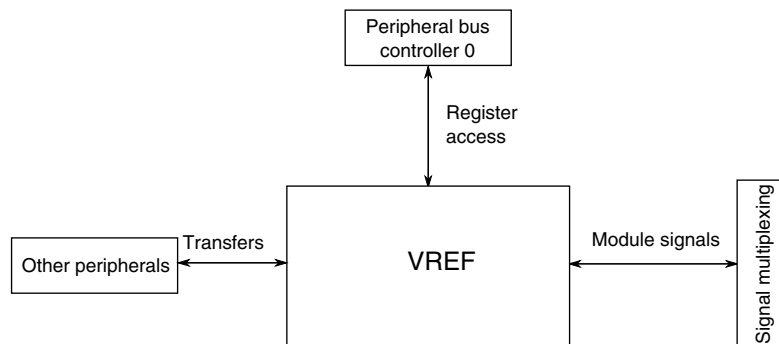 Peripheral bus
controller 0
Register
access
Transfers
Other peripherals
VREF
Module signals
Signal multiplexing